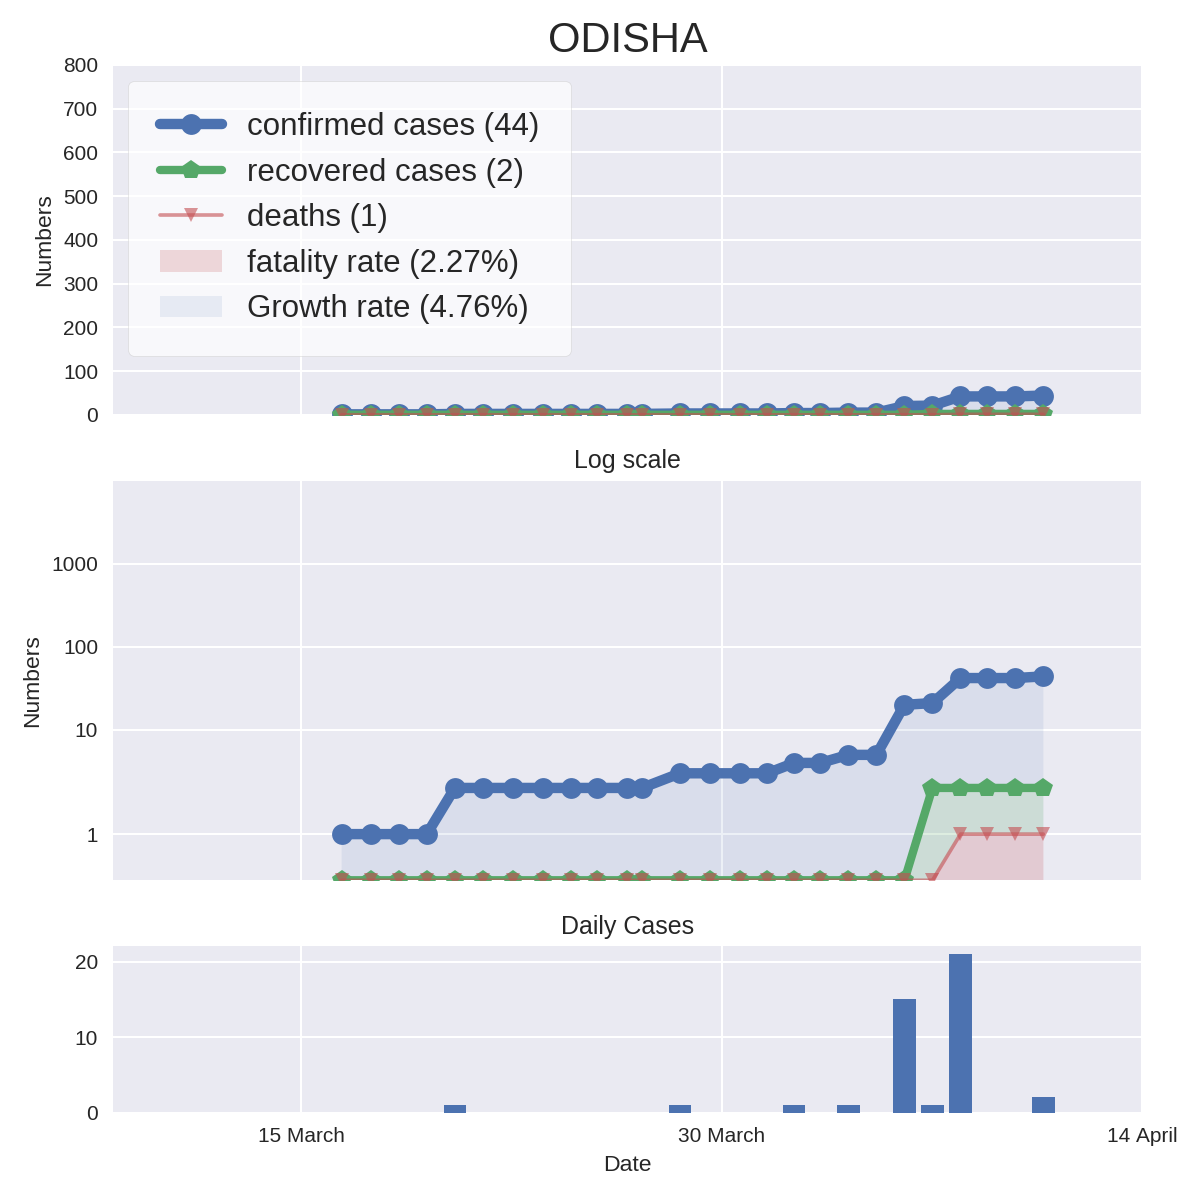 ODISHA
800
700
600
500
400
300
200
100
0
Numbers
confirmed cases (44)
recovered cases (2)
deaths (1)
fatality rate (2.27%)
Growth rate (4.76%)
Log scale
1000
100
10
1
Numbers
Daily Cases
20
10
0
15 March
30 March
14 April
Date